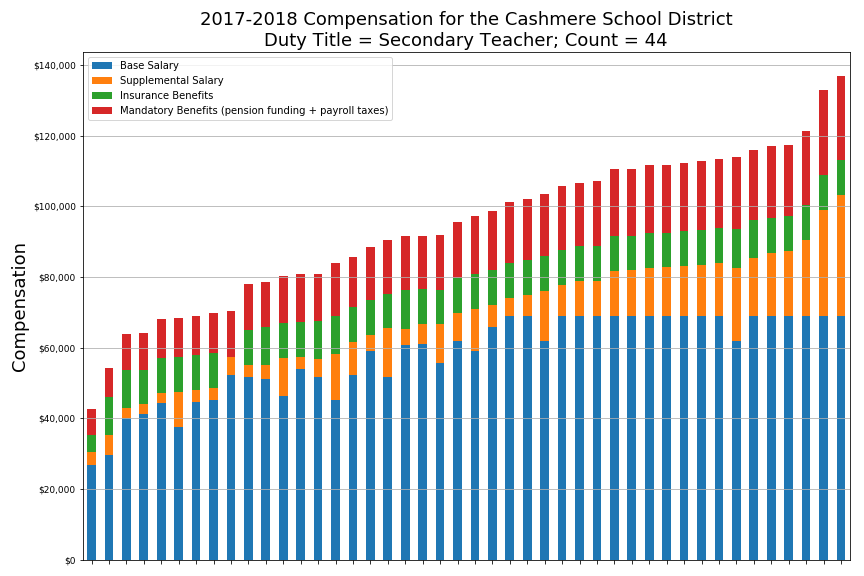 2017-2018 Compensation for the Cashmere School District
Duty Title = Secondary Teacher; Count = 44
Base Salary
Supplemental Salary
Insurance Benefits
Mandatory Benefits (pension funding + payroll taxes)
Compensation
$140,000
$120,000
$100,000
$80,000
$60,000
$40,000
$20,000
$0